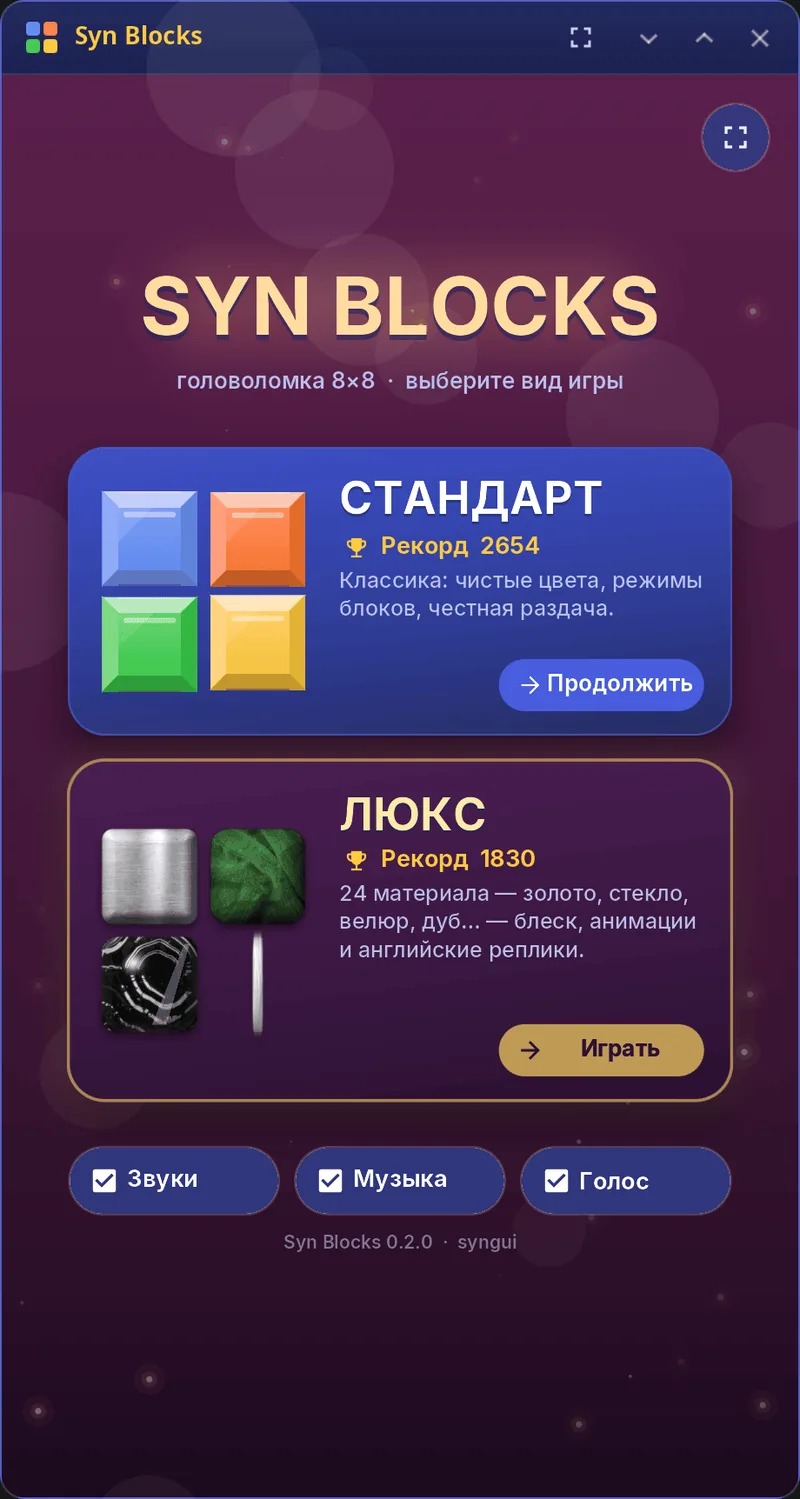 Syn Blocks
SYN BLOCKS
головоломка 8×8 · выберите вид игры
СТАНДАРТ
Рекорд 2654
Классика: чистые цвета, режимы
блоков, честная раздача.
→ Продолжить
ЛЮКС
Рекорд 1830
24 материала — золото, стекло,
велюр, дуб... — блеск, анимации
и английские реплики.
→ Играть
Звуки
Музыка
Голос
Syn Blocks 0.2.0 · syngui